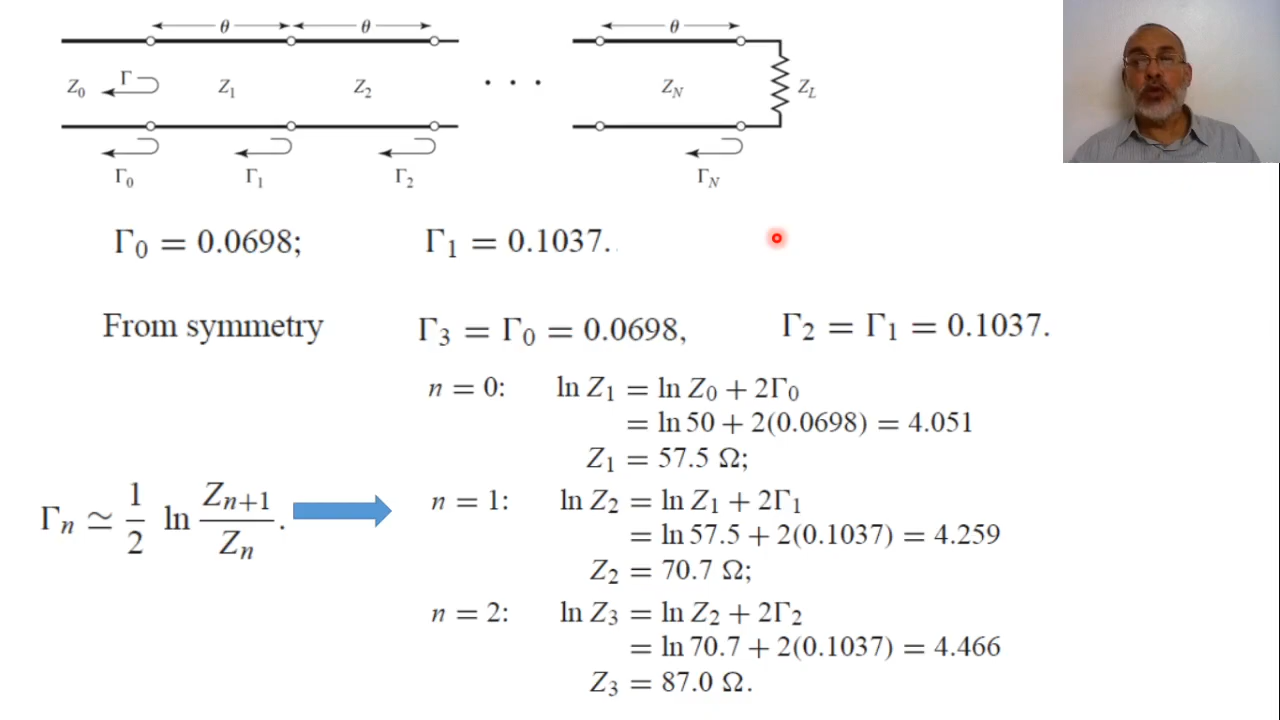 θ θ θ
Z₀ Γ Z₁ Z₂ · · · Z_N Z_L
Γ₀ Γ₁ Γ₂ Γ_N
Γ₀ = 0.0698; Γ₁ = 0.1037.
From symmetry Γ₃ = Γ₀ = 0.0698, Γ₂ = Γ₁ = 0.1037.
n = 0: ln Z₁ = ln Z₀ + 2Γ₀
= ln 50 + 2(0.0698) = 4.051
Z₁ = 57.5 Ω;
Γₙ ≃ 1/2 ln Zₙ₊₁/Zₙ.
n = 1: ln Z₂ = ln Z₁ + 2Γ₁
= ln 57.5 + 2(0.1037) = 4.259
Z₂ = 70.7 Ω;
n = 2: ln Z₃ = ln Z₂ + 2Γ₂
= ln 70.7 + 2(0.1037) = 4.466
Z₃ = 87.0 Ω.